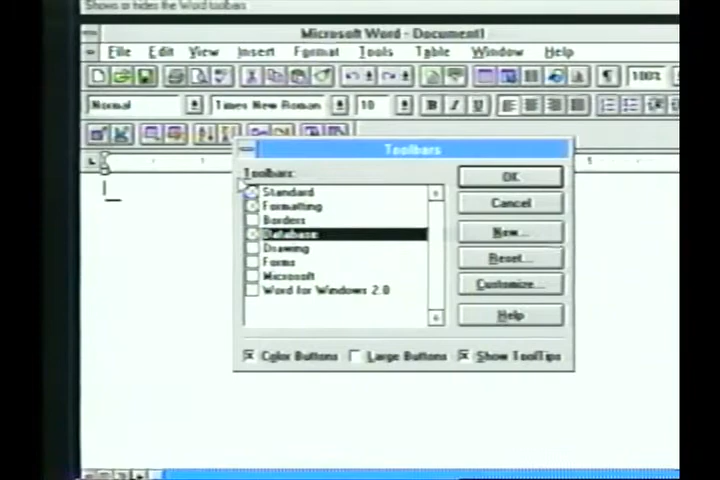 Shows or hides the Word toolbars
Microsoft Word - Document1
File Edit View Insert Format Tools Table Window Help
100%
Normal Times New Roman 10 B I U
Toolbars
Toolbars:
OK
Standard
Formatting
Cancel
Borders
Database
New...
Drawing
Forms
Reset...
Microsoft
Customize...
Word for Windows 2.0
Help
Color Buttons Large Buttons Show ToolTips
5